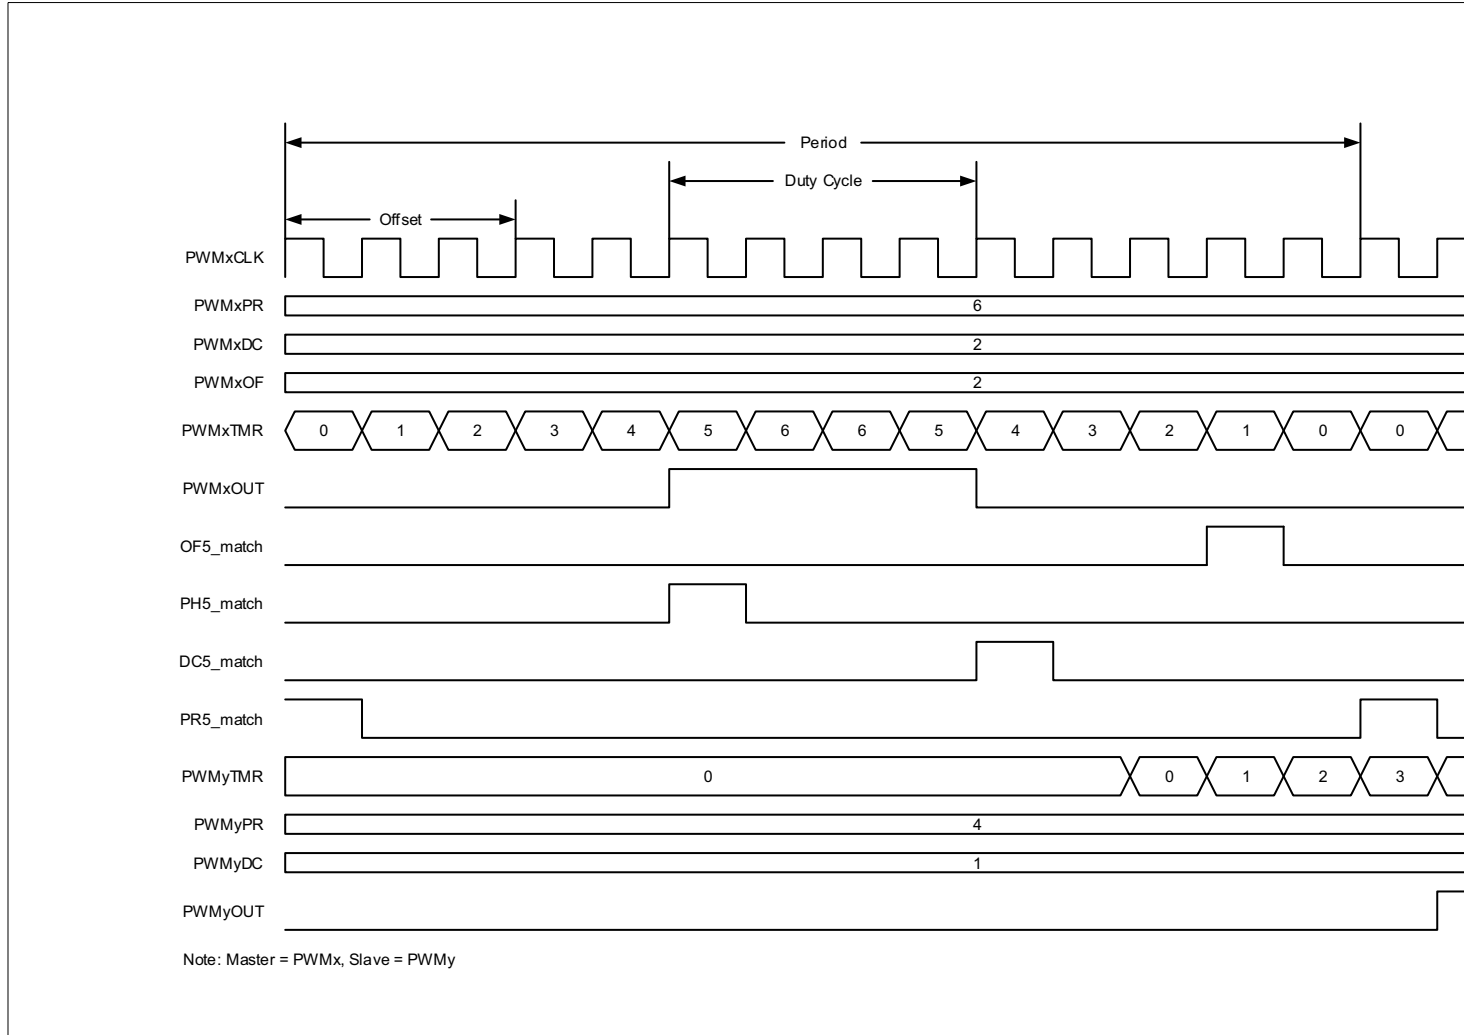 Period
Duty Cycle
Offset
PWMxCLK
PWMxPR 6
PWMxDC 2
PWMxOF 2
PWMxTMR 0 1 2 3 4 5 6 6 5 4 3 2 1 0 0
PWMxOUT
OF5_match
PH5_match
DC5_match
PR5_match
PWMyTMR 0 0 1 2 3
PWMyPR 4
PWMyDC 1
PWMyOUT
Note: Master = PWMx, Slave = PWMy